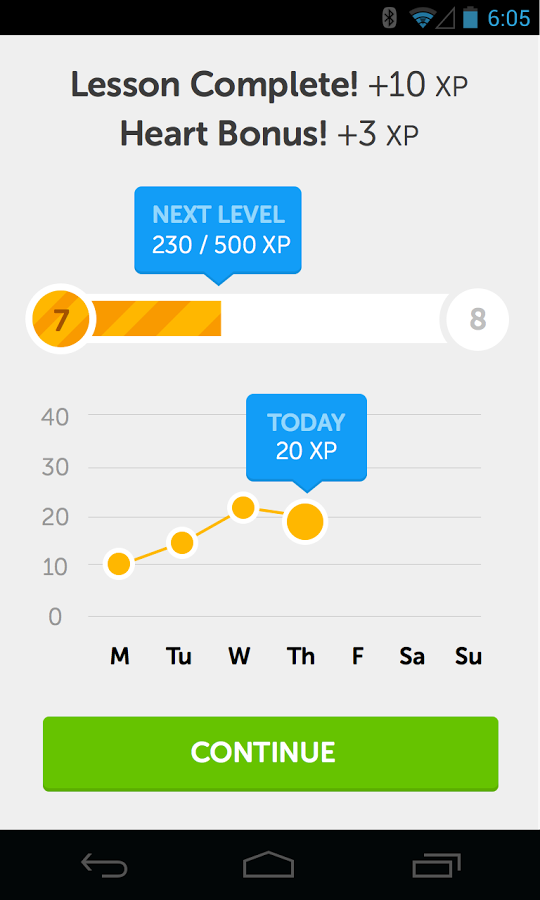 6:05
Lesson Complete! +10 XP
Heart Bonus! +3 XP
NEXT LEVEL
230 / 500 XP
7
8
TODAY
20 XP
40
30
20
10
0
M Tu W Th F Sa Su
CONTINUE